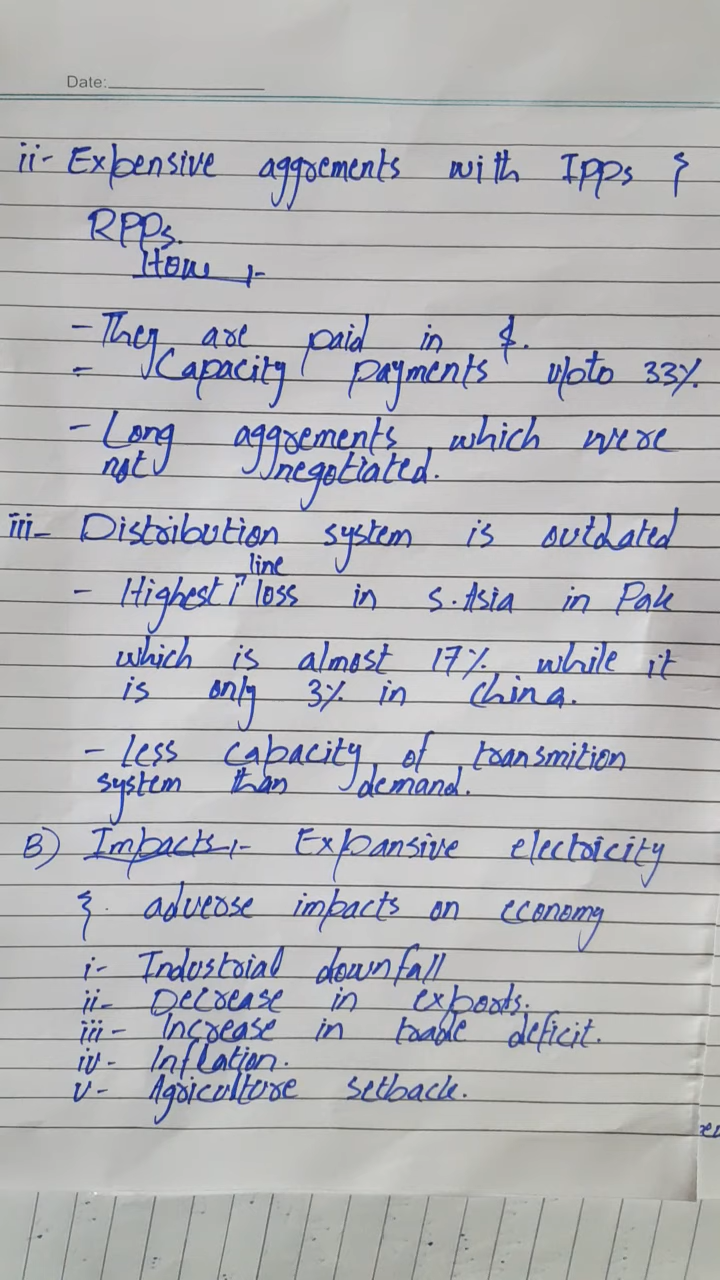 Date:
ii- Expensive aggrements with IPPs &
RPPs.
How :-
- They are paid in $.
- Capacity payments upto 33%.
- Long aggrements which were
not negotiated.
iii- Distribution system is outdated
line
- Highest ↑ loss in S.Asia in Pak
which is almost 17% while it
is only 3% in China.
- Less capacity of transmition
system than demand.
B) Impacts:- Expansive electricity
& adverse impacts on economy
i- Industrial downfall
ii- Decrease in exports.
iii- Increase in trade deficit.
iv- Inflation.
v- Agriculture setback.